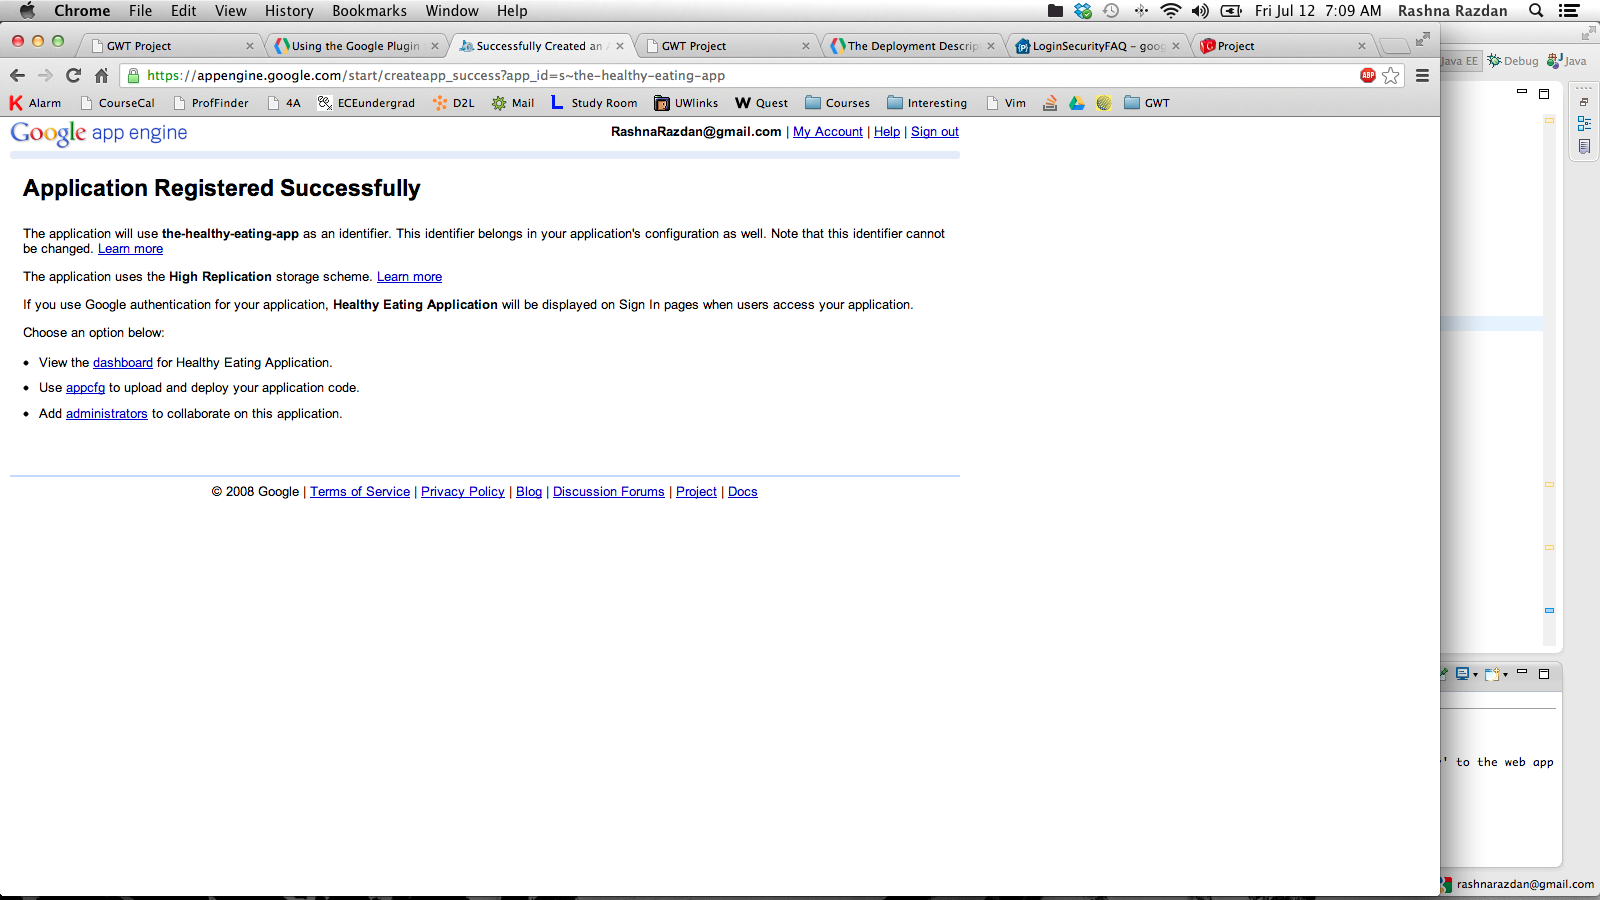 Chrome File Edit View History Bookmarks Window Help Fri Jul 12 7:09 AM Rashna Razdan
GWT Project Using the Google Plugin Successfully Created an GWT Project The Deployment Descrip LoginSecurityFAQ – goog Project
https://appengine.google.com/start/createapp_success?app_id=s~the-healthy-eating-app ABP
Java EE Debug Java
Alarm CourseCal ProfFinder 4A ECEundergrad D2L Mail Study Room UWlinks Quest Courses Interesting Vim GWT
Google app engine RashnaRazdan@gmail.com | My Account | Help | Sign out
Application Registered Successfully
The application will use the-healthy-eating-app as an identifier. This identifier belongs in your application's configuration as well. Note that this identifier cannot
be changed. Learn more
The application uses the High Replication storage scheme. Learn more
If you use Google authentication for your application, Healthy Eating Application will be displayed on Sign In pages when users access your application.
Choose an option below:
• View the dashboard for Healthy Eating Application.
• Use appcfg to upload and deploy your application code.
• Add administrators to collaborate on this application.
© 2008 Google | Terms of Service | Privacy Policy | Blog | Discussion Forums | Project | Docs
' to the web app
rashnarazdan@gmail.com